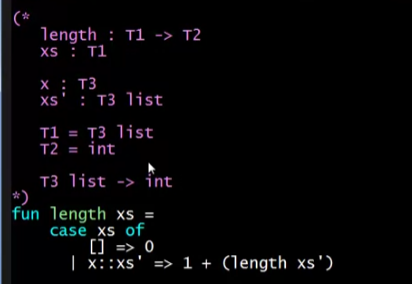 (*
length : T1 -> T2
xs : T1
x : T3
xs' : T3 list
T1 = T3 list
T2 = int
T3 list -> int
*)
fun length xs =
case xs of
[] => 0
| x::xs' => 1 + (length xs')